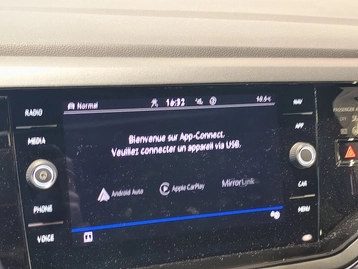 RADIO
Normal
16:32
NAV
MEDIA
APP
Bienvenue sur App-Connect.
Veuillez connecter un appareil via USB.
Android Auto
Apple CarPlay
MirrorLink
CAR
PHONE
MENU
VOICE